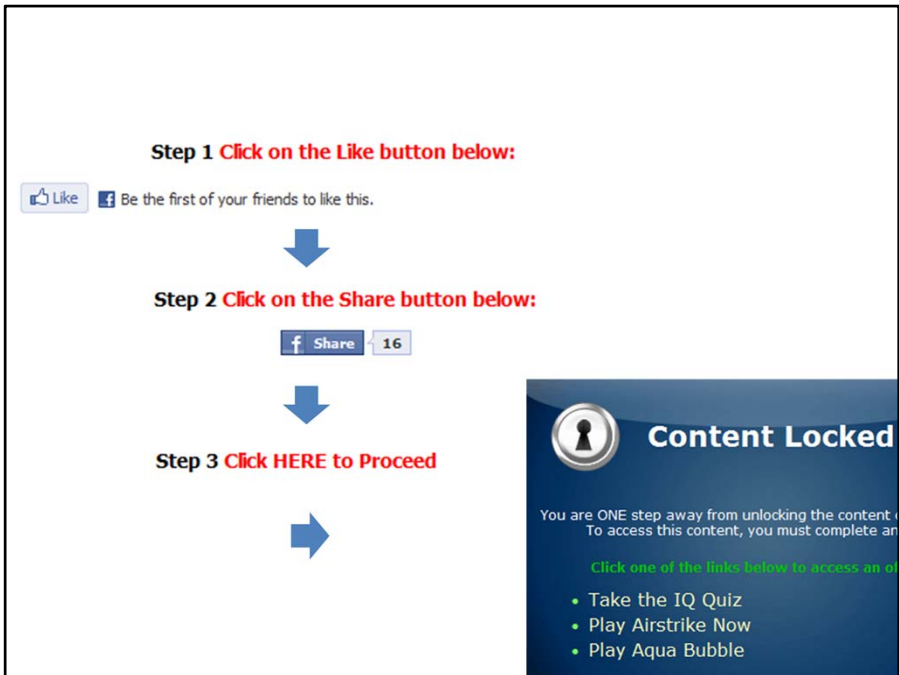 Step 1 Click on the Like button below:
Like Be the first of your friends to like this.
Step 2 Click on the Share button below:
f Share 16
Step 3 Click HERE to Proceed
Content Locked
You are ONE step away from unlocking the content
To access this content, you must complete an
Click one of the links below to access an
• Take the IQ Quiz
• Play Airstrike Now
• Play Aqua Bubble